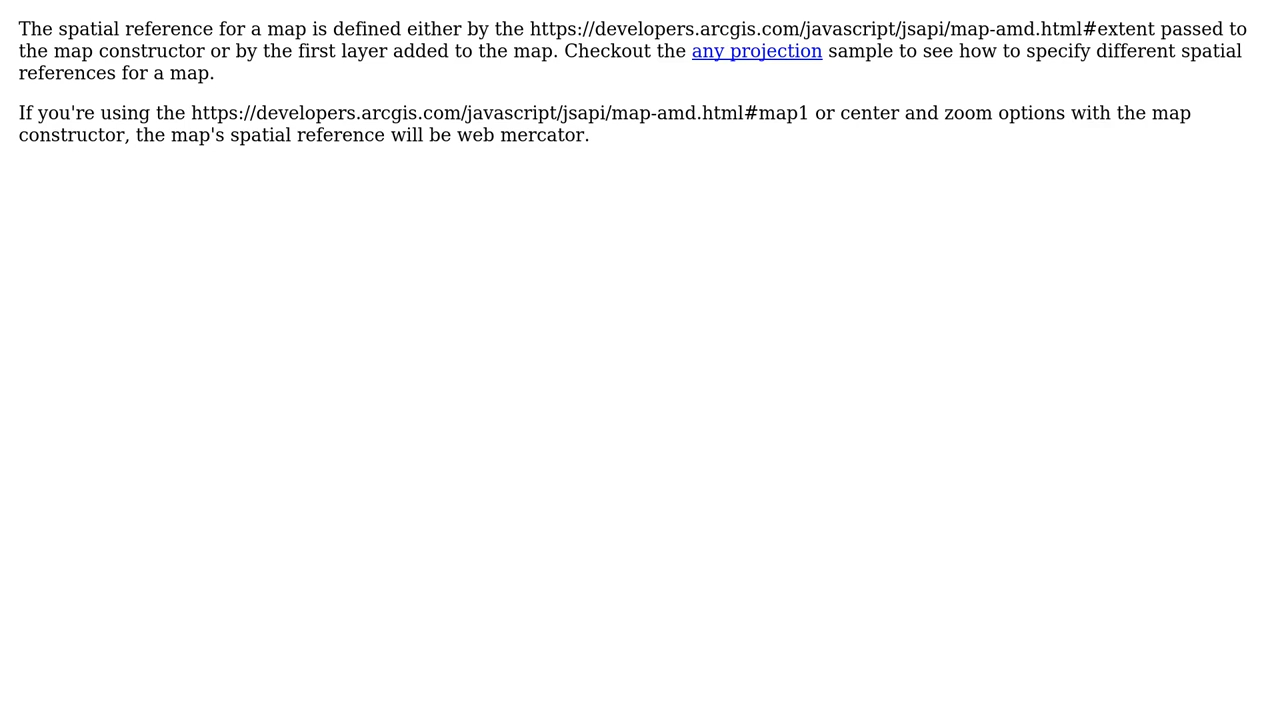 The spatial reference for a map is defined either by the https://developers.arcgis.com/javascript/jsapi/map-amd.html#extent passed to
the map constructor or by the first layer added to the map. Checkout the any projection sample to see how to specify different spatial
references for a map.
If you're using the https://developers.arcgis.com/javascript/jsapi/map-amd.html#map1 or center and zoom options with the map
constructor, the map's spatial reference will be web mercator.